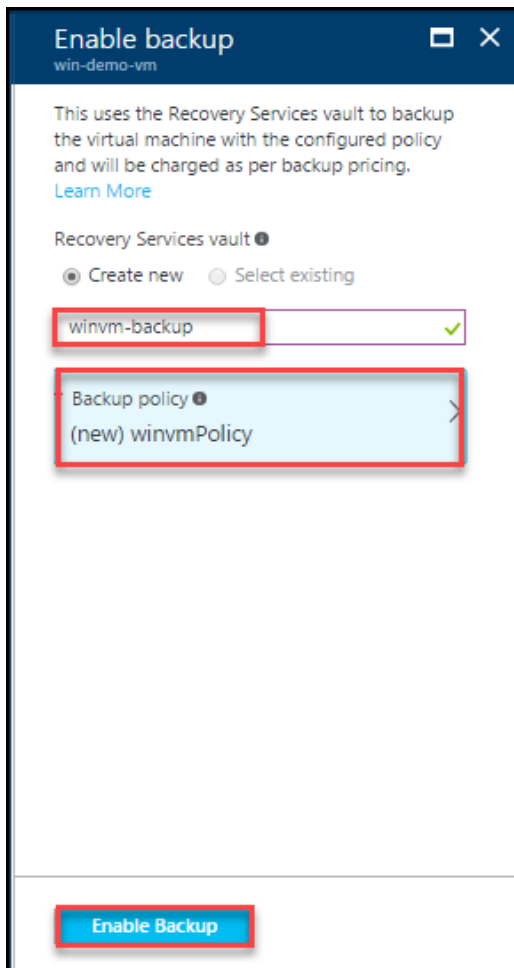 Enable backup
win-demo-vm
This uses the Recovery Services vault to backup
the virtual machine with the configured policy
and will be charged as per backup pricing.
Learn More
Recovery Services vault
Create new Select existing
winvm-backup
Backup policy
(new) winvmPolicy
Enable Backup